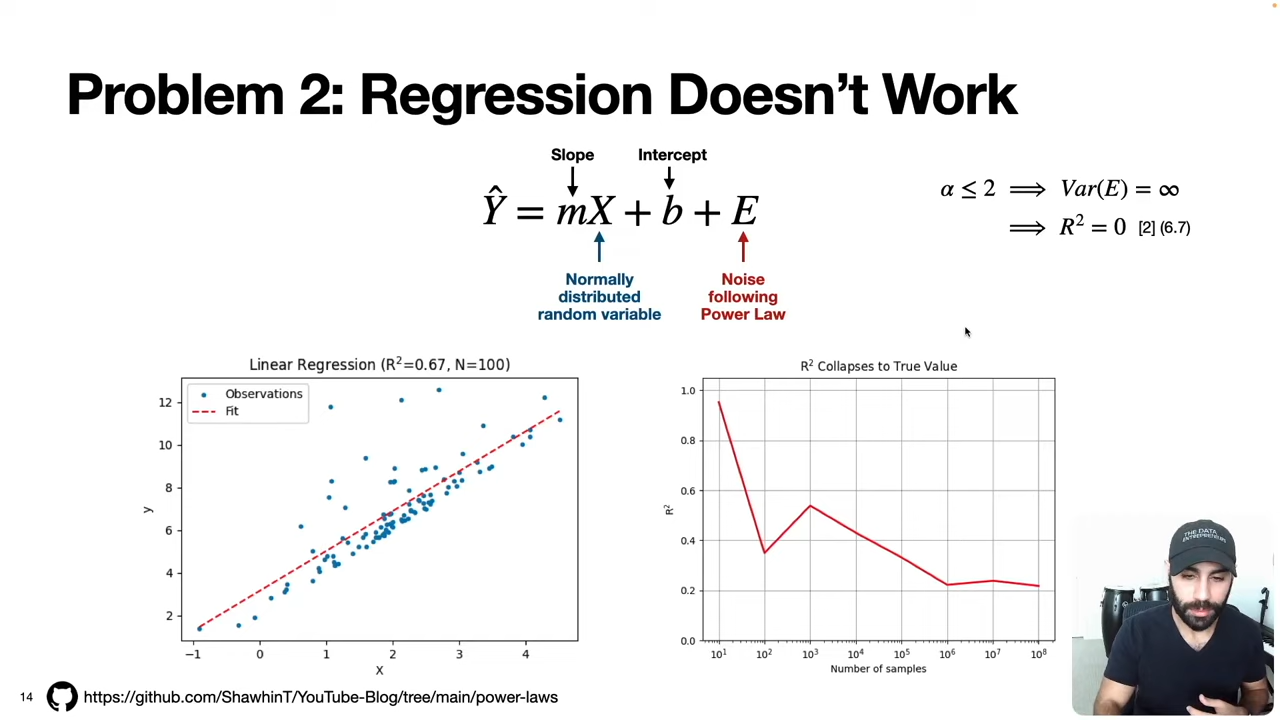 Problem 2: Regression Doesn't Work
Slope Intercept
Ŷ = mX + b + E
Normally
distributed
random variable
Noise
following
Power Law
α ≤ 2 ⟹ Var(E) = ∞
⟹ R² = 0 [2] (6.7)
Linear Regression (R²=0.67, N=100)
Observations
Fit
12
10
8
6
4
2
y
−1 0 1 2 3 4
x
R² Collapses to True Value
1.0
0.8
0.6
0.4
0.2
0.0
R²
10¹ 10² 10³ 10⁴ 10⁵ 10⁶ 10⁷ 10⁸
Number of samples
THE DATA
ENTREPRENEURS
14 https://github.com/ShawhinT/YouTube-Blog/tree/main/power-laws